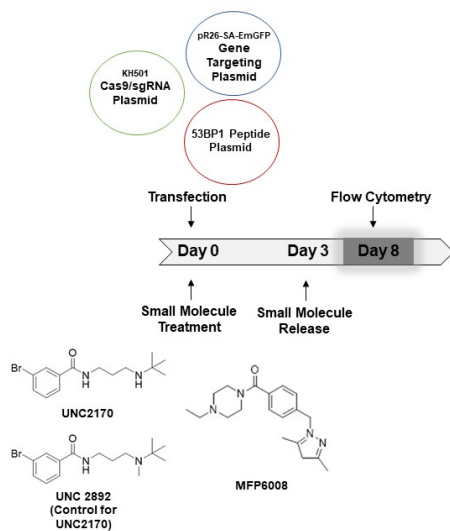 pR26-SA-EmGFP
Gene
Targeting
Plasmid
KH501
Cas9/sgRNA
Plasmid
53BP1 Peptide
Plasmid
Transfection
Flow Cytometry
Day 0
Day 3
Day 8
Small Molecule
Treatment
Small Molecule
Release
Br
O
N
H
N
H
UNC2170
Br
O
N
H
N
UNC 2892
(Control for
UNC2170)
O
N
N
N
N
MFP6008